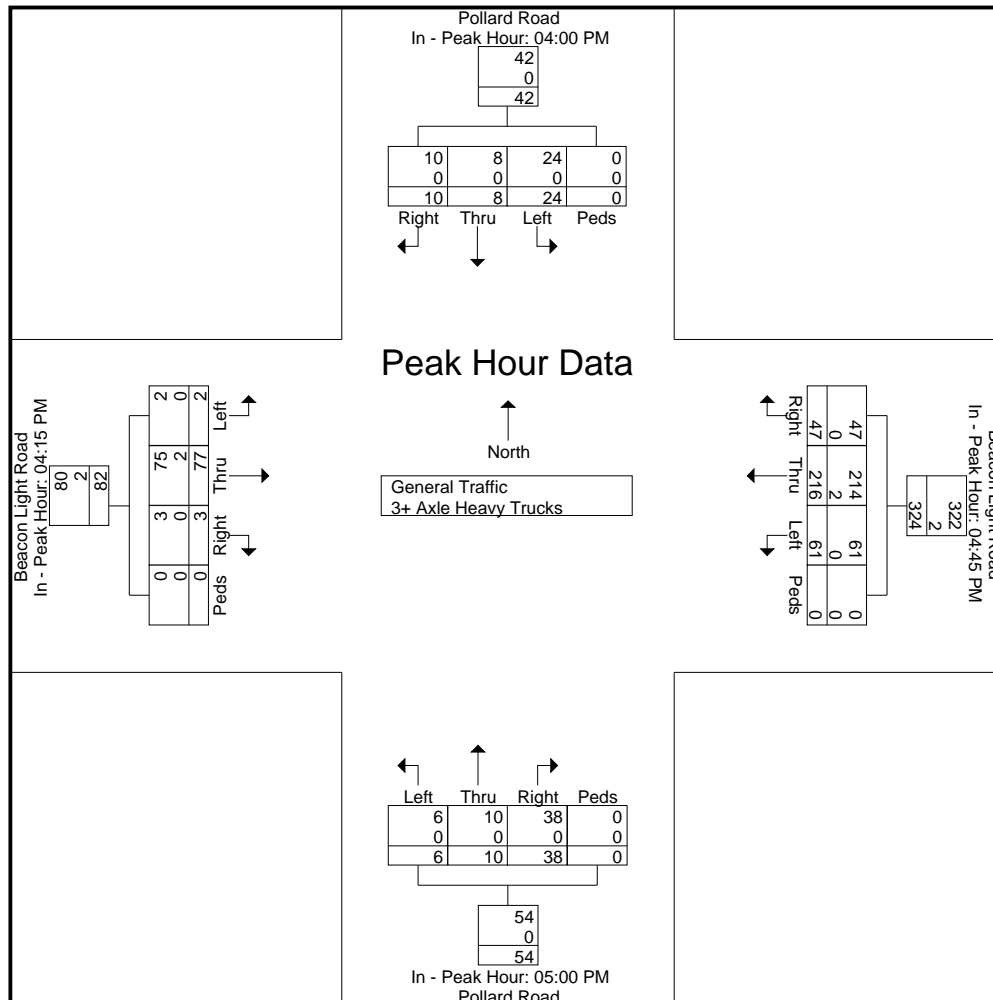 Pollard Road
In - Peak Hour: 04:00 PM
42
0
42
10 8 24 0
0 0 0 0
10 8 24 0
Right Thru Left Peds
Peak Hour Data
North
General Traffic
3+ Axle Heavy Trucks
Beacon Light Road
In - Peak Hour: 04:15 PM
80
2
82
2 75 3 0
0 2 0 0
2 77 3 0
Left Thru Right Peds
Beacon Light Road
In - Peak Hour: 04:45 PM
322
2
324
47 214 61 0
0 2 0 0
47 216 61 0
Right Thru Left Peds
Left Thru Right Peds
6 10 38 0
0 0 0 0
6 10 38 0
54
0
54
In - Peak Hour: 05:00 PM
Pollard Road